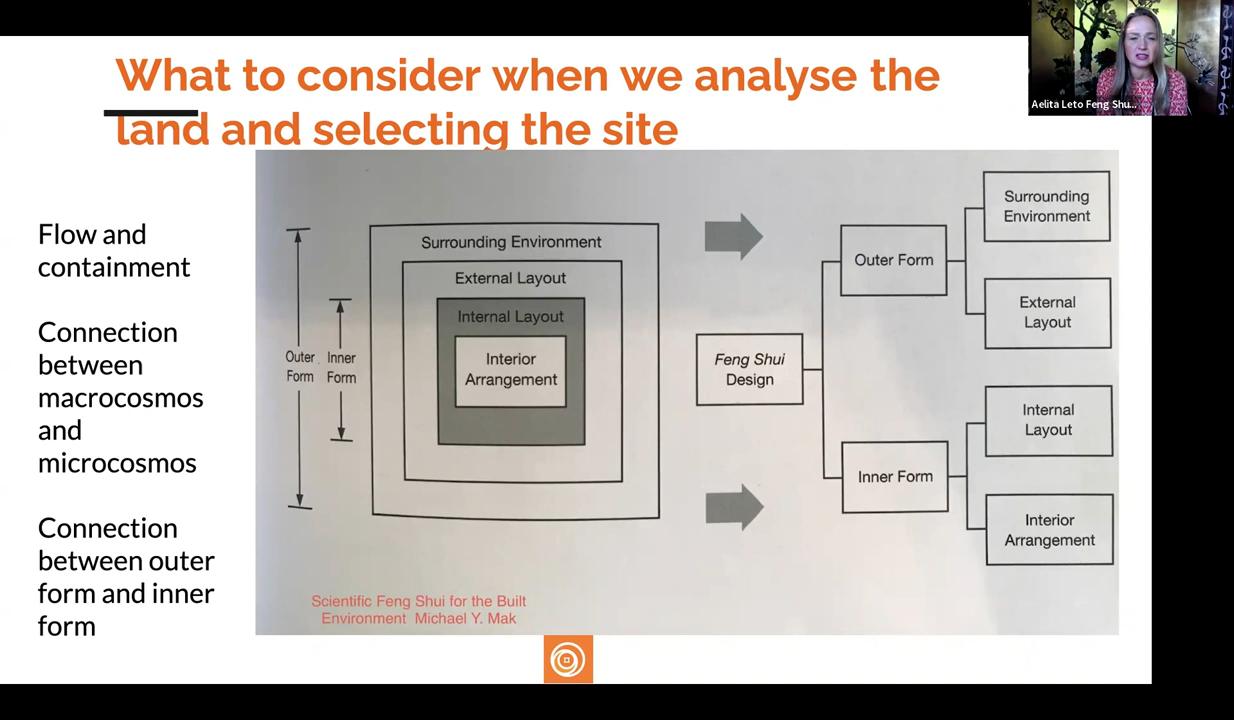 What to consider when we analyse the
land and selecting the site
Aelita Leto Feng Shu...
Flow and
containment
Connection
between
macrocosmos
and
microcosmos
Connection
between outer
form and inner
form
Outer
Form
Inner
Form
Surrounding Environment
External Layout
Internal Layout
Interior
Arrangement
Feng Shui
Design
Outer Form
Inner Form
Surrounding
Environment
External
Layout
Internal
Layout
Interior
Arrangement
Scientific Feng Shui for the Built
Environment Michael Y. Mak